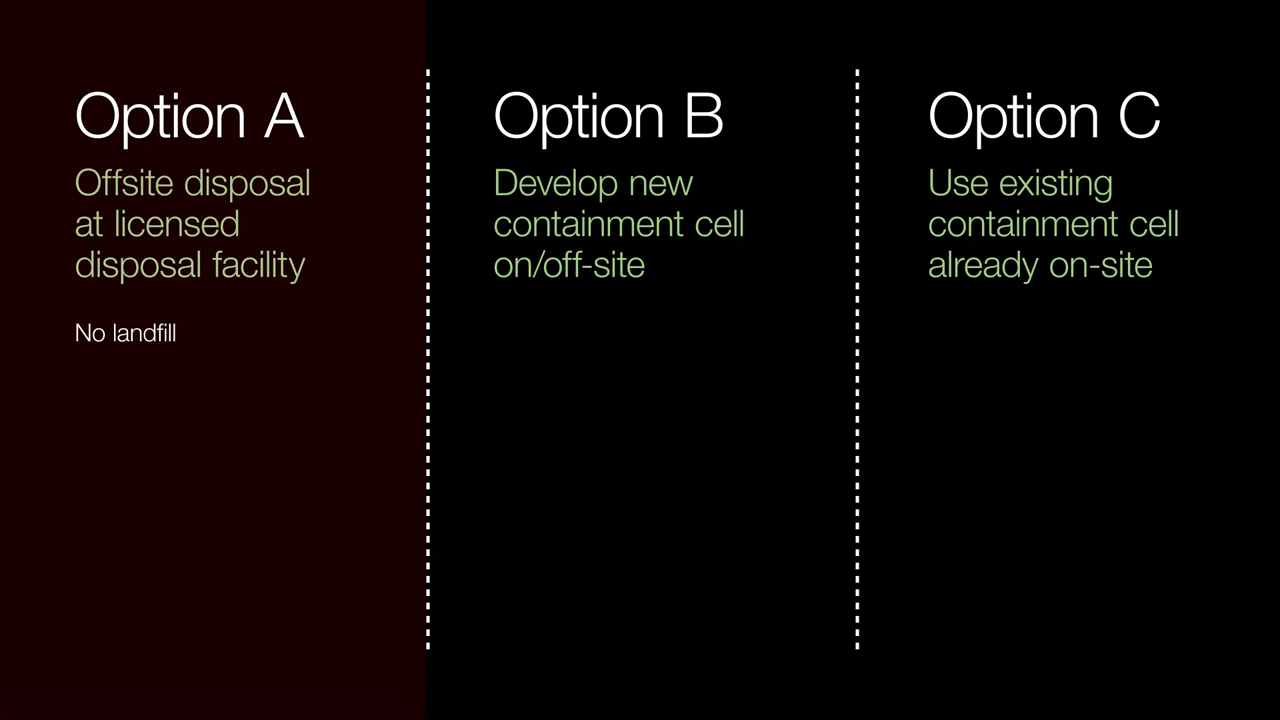 Option A
Offsite disposal
at licensed
disposal facility
No landfill
Option B
Develop new
containment cell
on/off-site
Option C
Use existing
containment cell
already on-site